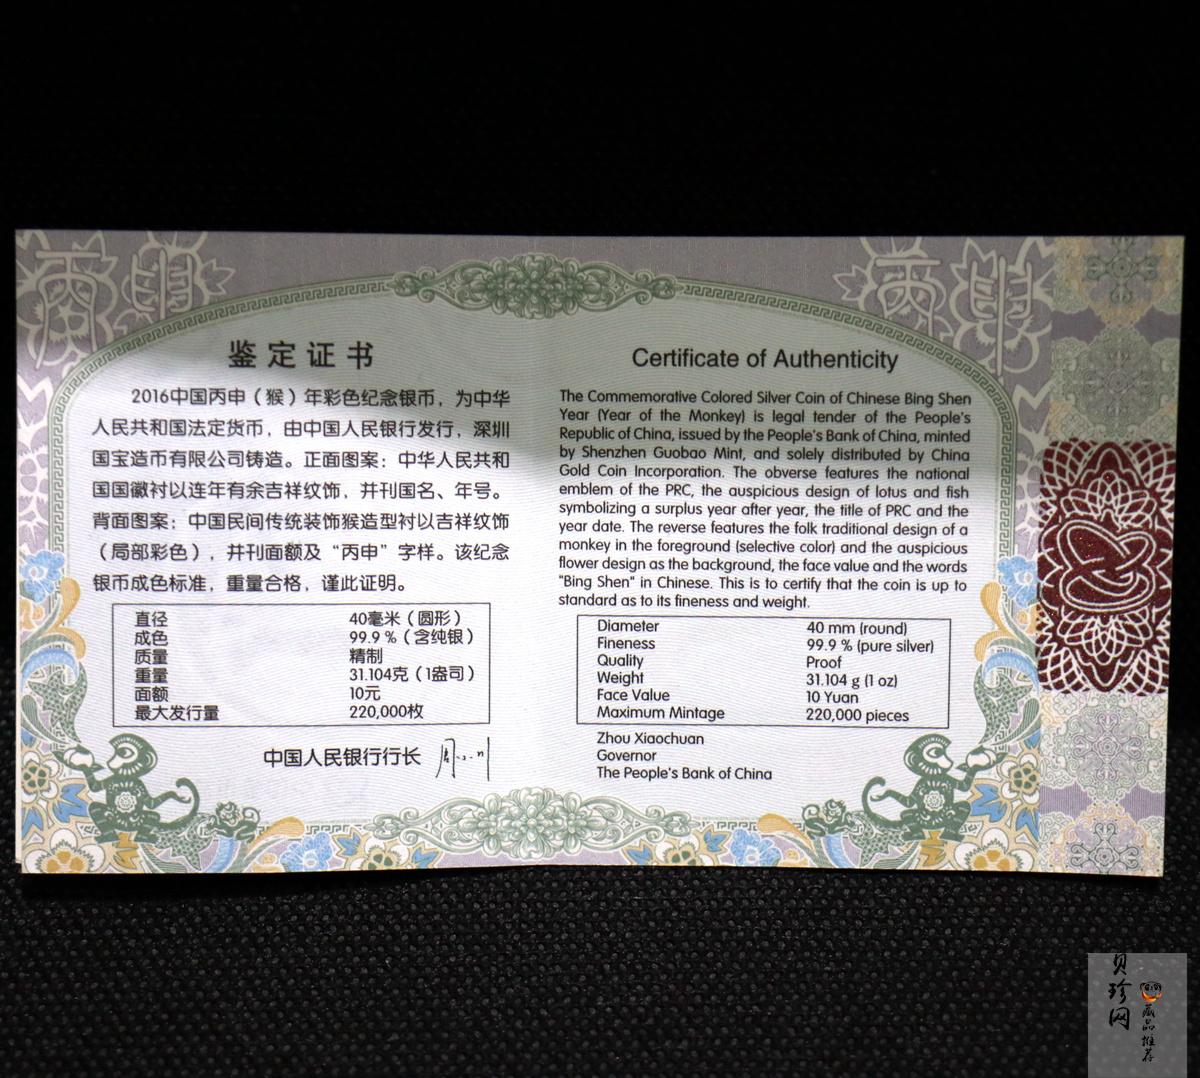 鉴定证书
2016中国丙申（猴）年彩色纪念银币，为中华
人民共和国法定货币，由中国人民银行发行，深圳
国宝造币有限公司铸造。正面图案：中华人民共和
国国徽衬以连年有余吉祥纹饰，并刊国名、年号。
背面图案：中国民间传统装饰猴造型衬以吉祥纹饰
（局部彩色），并刊面额及“丙申”字样。该纪念
银币成色标准，重量合格，谨此证明。
直径 40毫米（圆形）
成色 99.9％（含纯银）
质量 精制
重量 31.104克（1盎司）
面额 10元
最大发行量 220,000枚
中国人民银行行长
Certificate of Authenticity
The Commemorative Colored Silver Coin of Chinese Bing Shen
Year (Year of the Monkey) is legal tender of the People's
Republic of China, issued by the People's Bank of China, minted
by Shenzhen Guobao Mint, and solely distributed by China
Gold Coin Incorporation. The obverse features the national
emblem of the PRC, the auspicious design of lotus and fish
symbolizing a surplus year after year, the title of PRC and the
year date. The reverse features the folk traditional design of a
monkey in the foreground (selective color) and the auspicious
flower design as the background, the face value and the words
"Bing Shen" in Chinese. This is to certify that the coin is up to
standard as to its fineness and weight.
Diameter 40 mm (round)
Fineness 99.9 % (pure silver)
Quality Proof
Weight 31.104 g (1 oz)
Face Value 10 Yuan
Maximum Mintage 220,000 pieces
Zhou Xiaochuan
Governor
The People's Bank of China
贝珍网
藏品推荐